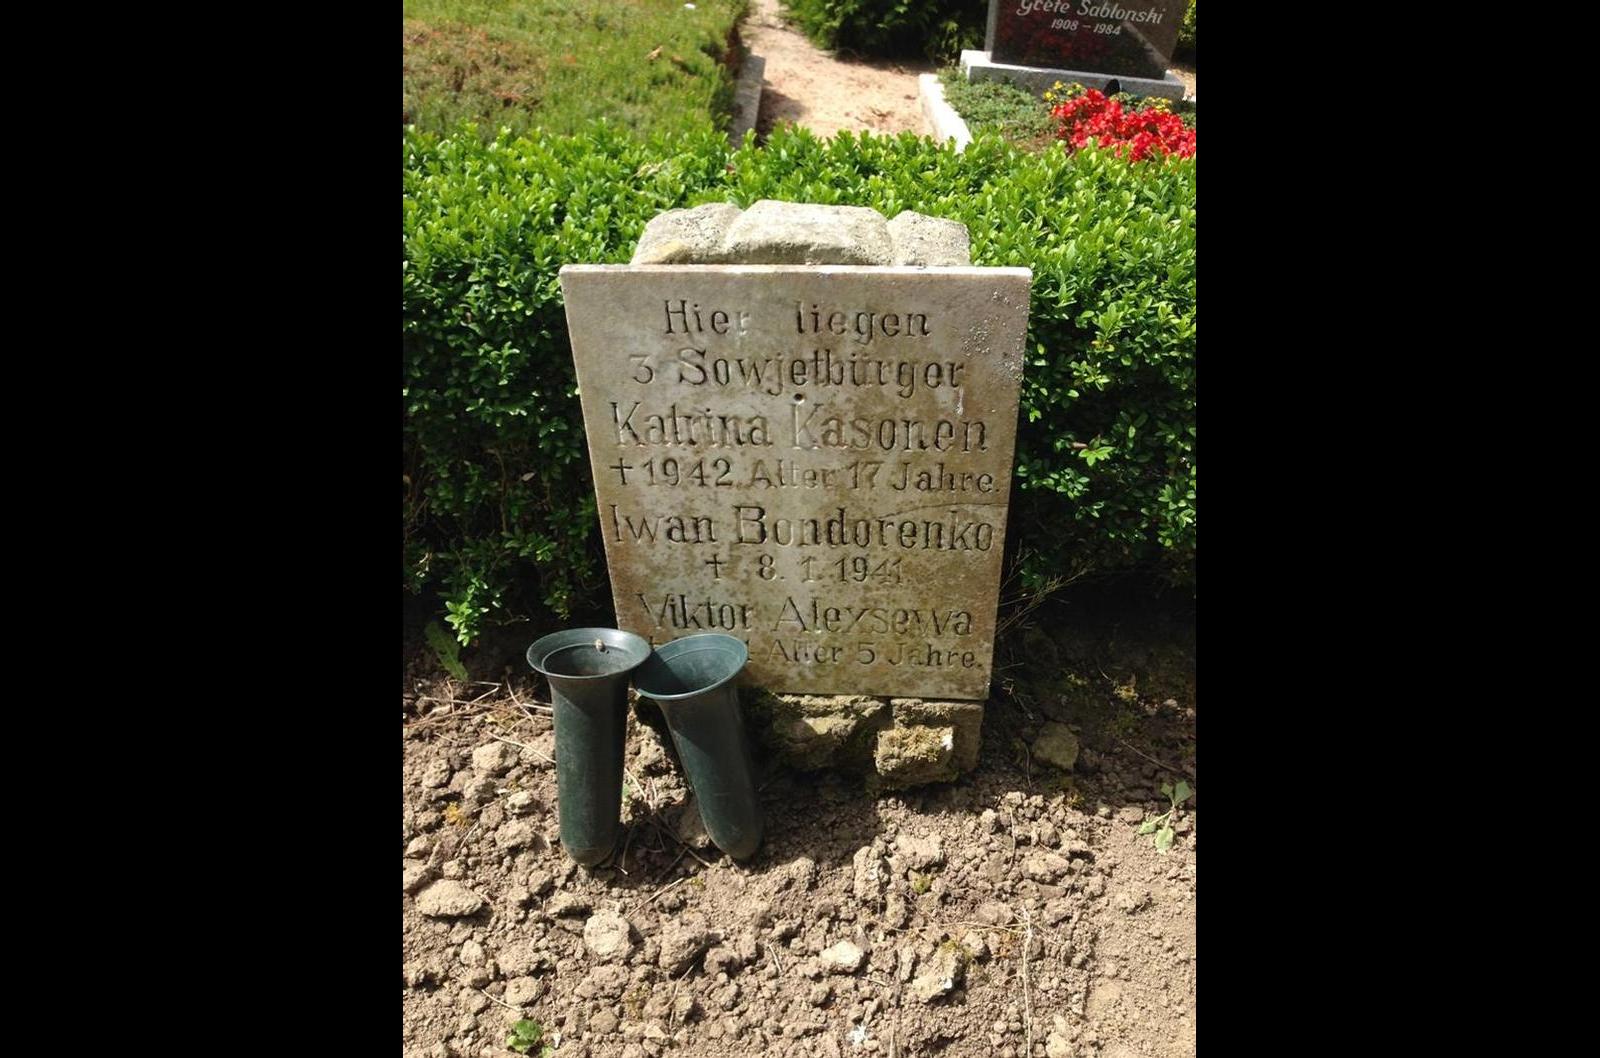 Grete Sablonski
1908 - 1984
Hier liegen
3 Sowjetbürger
Katrina Kasonen
† 1942 Alter 17 Jahre.
Iwan Bondorenko
† 8. 1. 1941.
Viktor Alexsewa
Alter 5 Jahre.